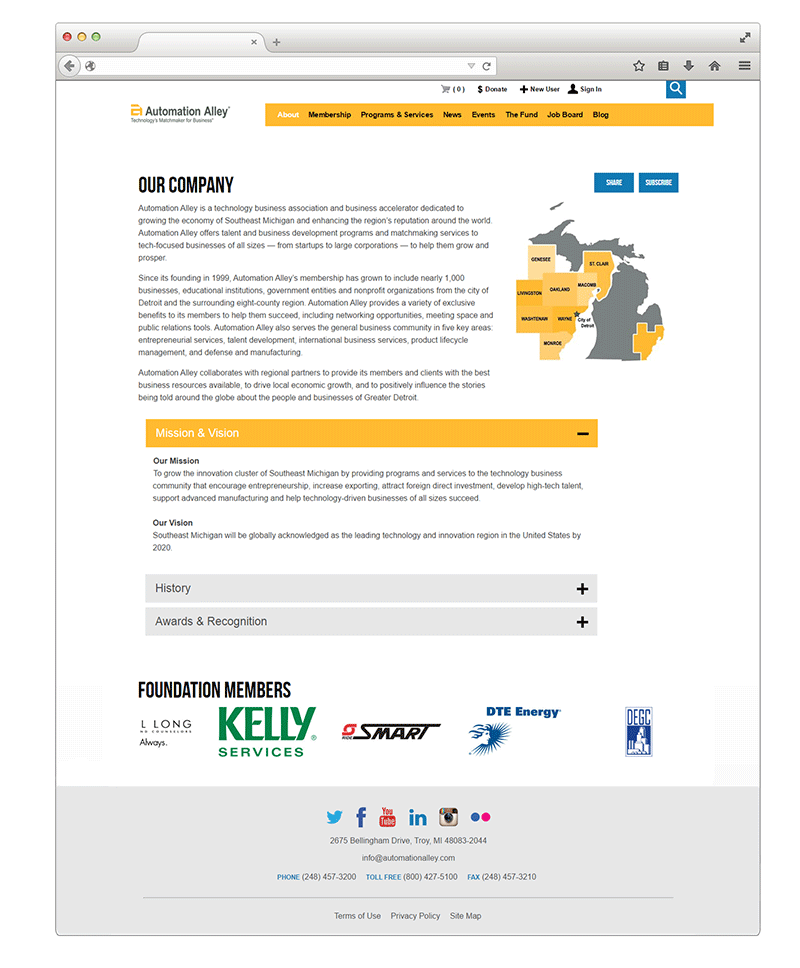 ( 0 ) $ Donate New User Sign In
a Automation Alley®
Technology's Matchmaker for Business®
About Membership Programs & Services News Events The Fund Job Board Blog
OUR COMPANY
SHARE SUBSCRIBE
Automation Alley is a technology business association and business accelerator dedicated to
growing the economy of Southeast Michigan and enhancing the region's reputation around the world.
Automation Alley offers talent and business development programs and matchmaking services to
tech-focused businesses of all sizes — from startups to large corporations — to help them grow and
prosper.
Since its founding in 1999, Automation Alley's membership has grown to include nearly 1,000
businesses, educational institutions, government entities and nonprofit organizations from the city of
Detroit and the surrounding eight-county region. Automation Alley provides a variety of exclusive
benefits to its members to help them succeed, including networking opportunities, meeting space and
public relations tools. Automation Alley also serves the general business community in five key areas:
entrepreneurial services, talent development, international business services, product lifecycle
management, and defense and manufacturing.
Automation Alley collaborates with regional partners to provide its members and clients with the best
business resources available, to drive local economic growth, and to positively influence the stories
being told around the globe about the people and businesses of Greater Detroit.
GENESEE
ST. CLAIR
LIVINGSTON
OAKLAND
MACOMB
WASHTENAW
WAYNE
City of
Detroit
MONROE
Mission & Vision
Our Mission
To grow the innovation cluster of Southeast Michigan by providing programs and services to the technology business
community that encourage entrepreneurship, increase exporting, attract foreign direct investment, develop high-tech talent,
support advanced manufacturing and help technology-driven businesses of all sizes succeed.
Our Vision
Southeast Michigan will be globally acknowledged as the leading technology and innovation region in the United States by
2020.
History
Awards & Recognition
FOUNDATION MEMBERS
L LONG
ND COUNSELORS
Always.
KELLY®
SERVICES
RIDE SMART
DTE Energy®
DEGC
You
Tube
in
2675 Bellingham Drive, Troy, MI 48083-2044
info@automationalley.com
PHONE (248) 457-3200 TOLL FREE (800) 427-5100 FAX (248) 457-3210
Terms of Use Privacy Policy Site Map